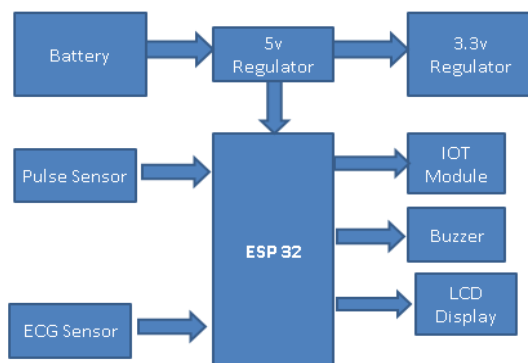 Battery
5v
Regulator
3.3v
Regulator
Pulse Sensor
ESP 32
IOT
Module
Buzzer
ECG Sensor
LCD
Display